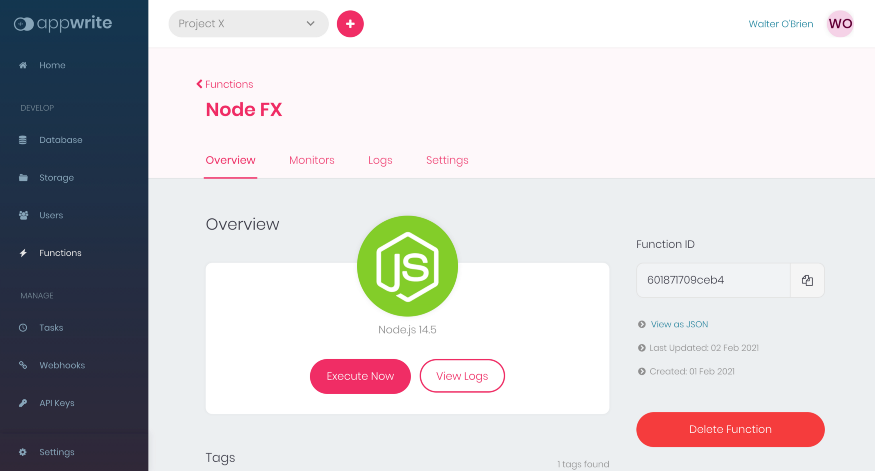 appwrite
Project X
+
Walter O'Brien
WO
Home
DEVELOP
Database
Storage
Users
Functions
MANAGE
Tasks
Webhooks
API Keys
Settings
Functions
Node FX
Overview Monitors Logs Settings
Overview
JS
Node.js 14.5
Execute Now View Logs
Function ID
601871709ceb4
View as JSON
Last Updated: 02 Feb 2021
Created: 01 Feb 2021
Delete Function
Tags
1 tags found